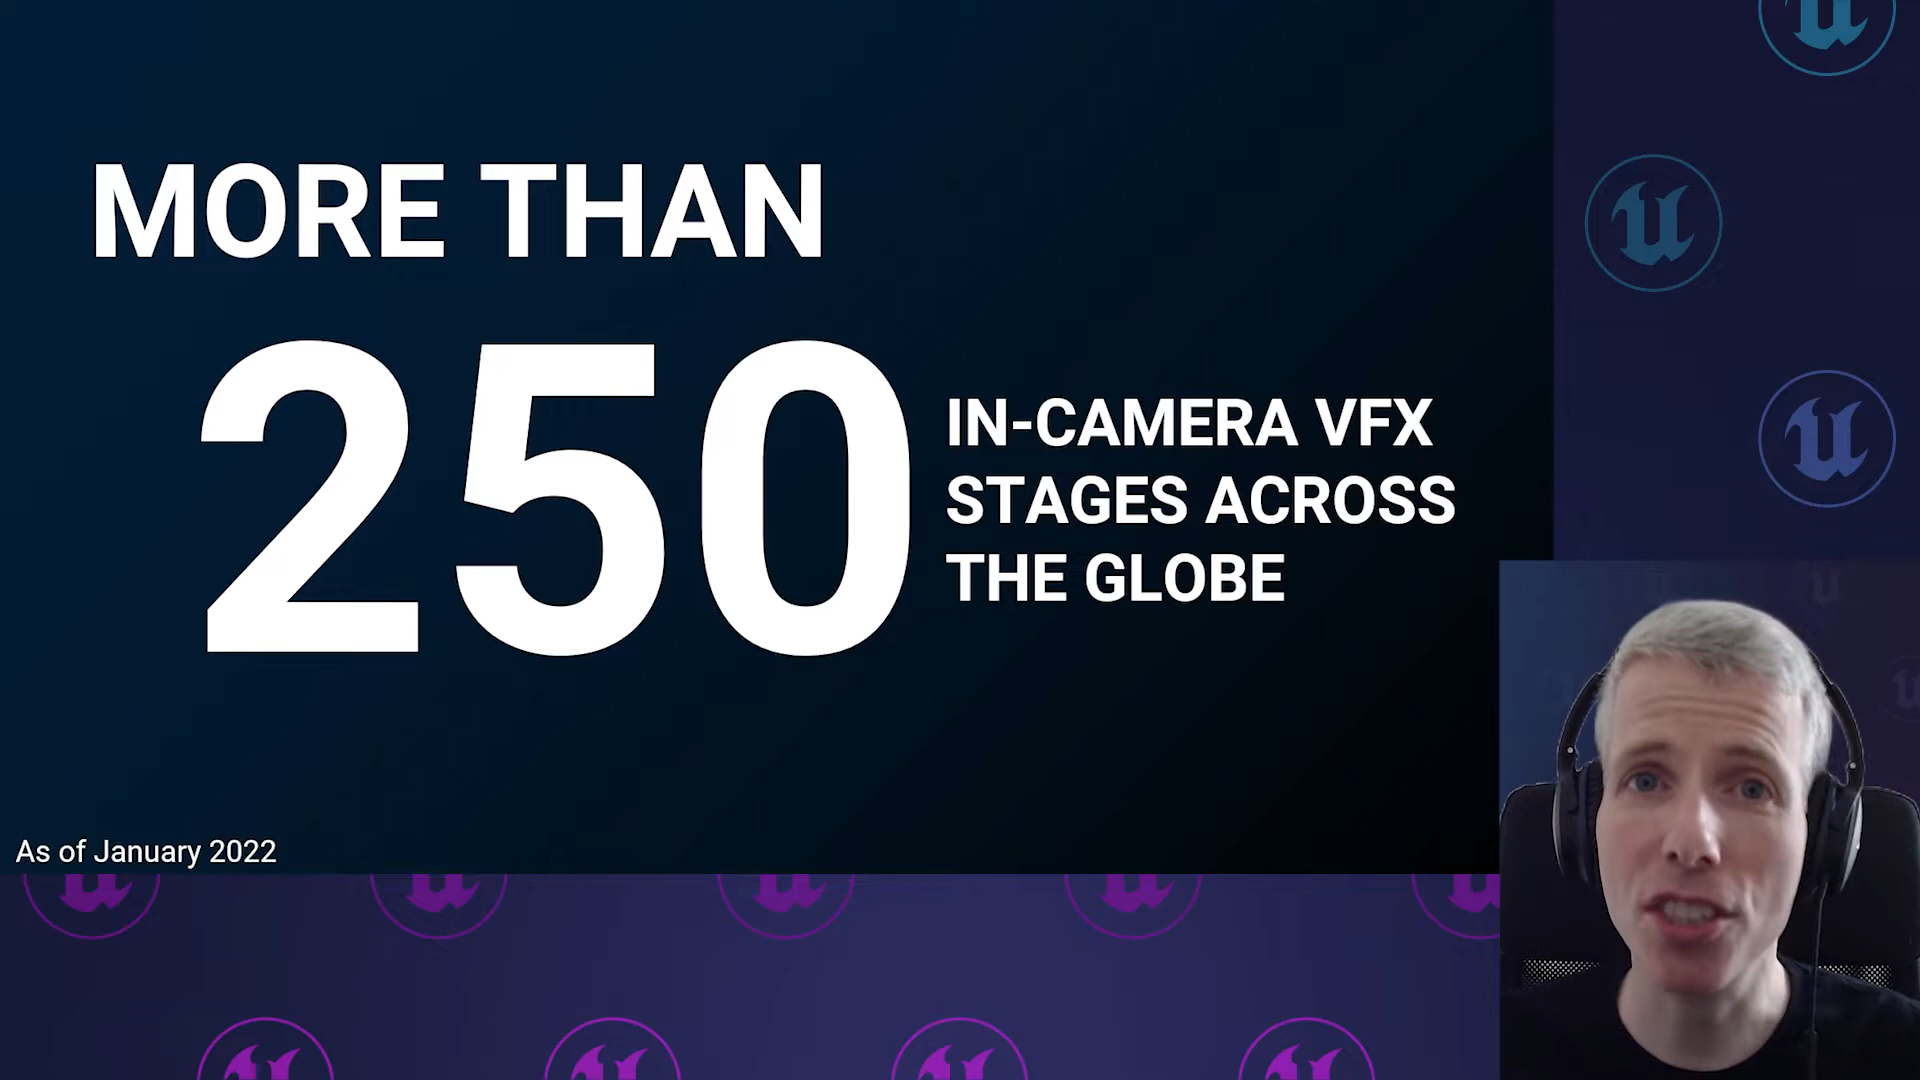 MORE THAN
250
IN-CAMERA VFX
STAGES ACROSS
THE GLOBE
As of January 2022